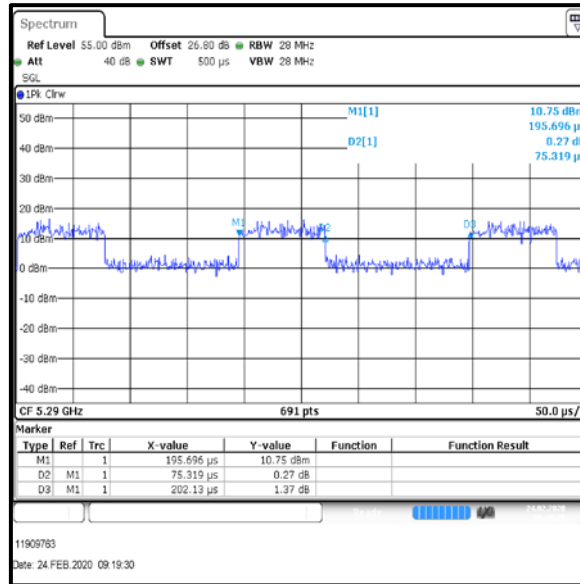 Spectrum
Ref Level 55.00 dBm Offset 26.80 dB RBW 28 MHz
Att 40 dB SWT 500 µs VBW 28 MHz
SGL
1Pk Clrw
M1[1] 10.75 dBm
195.696 µ
50 dBm
D2[1] 0.27 d
75.319 µ
40 dBm
30 dBm
20 dBm
M1 D2 D3
10 dBm
0 dBm
-10 dBm
-20 dBm
-30 dBm
-40 dBm
CF 5.29 GHz 691 pts 50.0 µs/
Marker
Type Ref Trc X-value Y-value Function Function Result
M1 1 195.696 µs 10.75 dBm
D2 M1 1 75.319 µs 0.27 dB
D3 M1 1 202.13 µs 1.37 dB
Ready 24.02.2020
11909763
Date: 24.FEB.2020 09:19:30